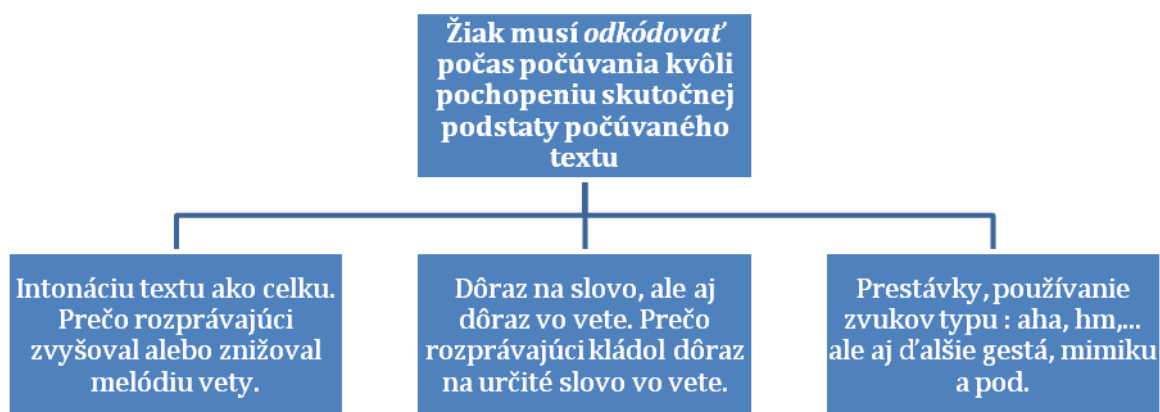 Žiak musí odkódovať
počas počúvania kvôli
pochopeniu skutočnej
podstaty počúvaného
textu
Intonáciu textu ako celku.
Prečo rozprávajúci
zvyšoval alebo znižoval
melódiu vety.
Dôraz na slovo, ale aj
dôraz vo vete. Prečo
rozprávajúci kládol dôraz
na určité slovo vo vete.
Prestávky, používanie
zvukov typu : aha, hm,...
ale aj ďalšie gestá, mimiku
a pod.